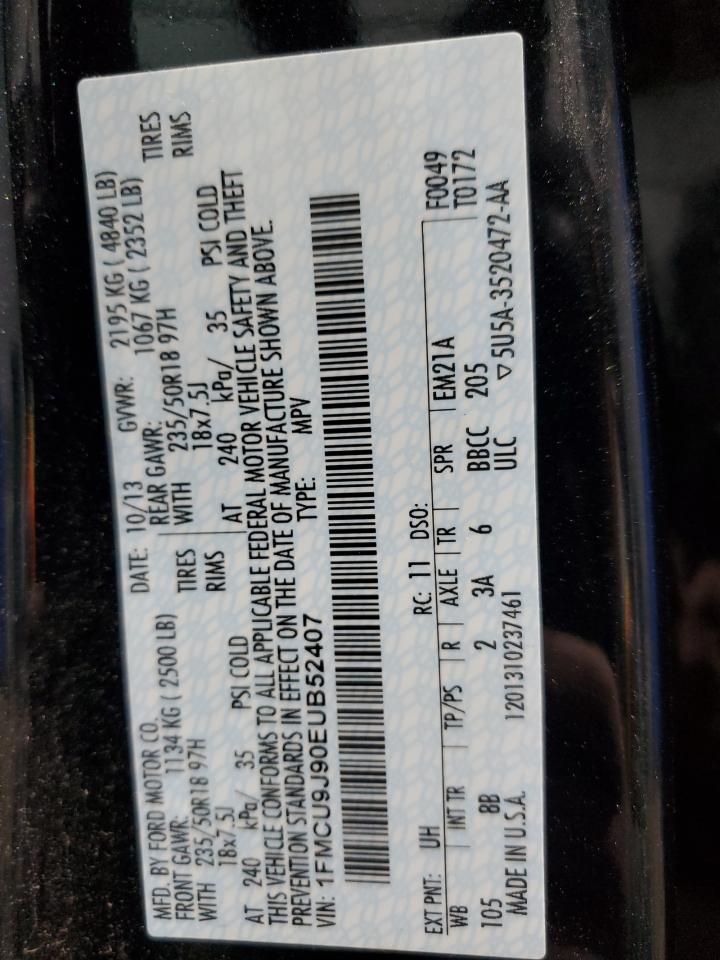 MFD. BY FORD MOTOR CO. DATE: 10/13 GVWR: 2195 KG ( 4840 LB)
FRONT GAWR: 1134 KG ( 2500 LB) REAR GAWR: 1067 KG ( 2352 LB)
WITH 235/50R18 97H TIRES WITH 235/50R18 97H TIRES
18x7.5J RIMS 18x7.5J RIMS
AT 240 kPa/ 35 PSI COLD AT 240 kPa/ 35 PSI COLD
THIS VEHICLE CONFORMS TO ALL APPLICABLE FEDERAL MOTOR VEHICLE SAFETY AND THEFT
PREVENTION STANDARDS IN EFFECT ON THE DATE OF MANUFACTURE SHOWN ABOVE.
VIN: 1FMCU9J90EUB52407 TYPE: MPV
EXT PNT: UH RC: 11 DSO: F0049
WB INT TR TP/PS R AXLE TR SPR EM21A T0172
105 8B 2 3A 6 BBCC 205
MADE IN U.S.A. 1201310237461 ULC ▽5U5A-3520472-AA